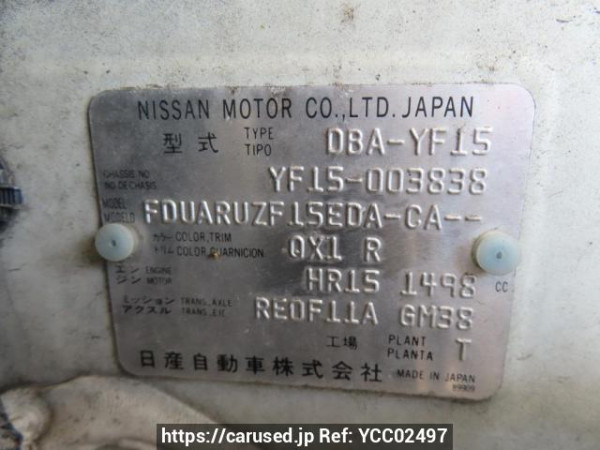 NISSAN MOTOR CO.,LTD. JAPAN
型式 TYPE TIPO DBA-YF15
CHASSIS NO NO.DE CHASIS YF15-003838
MODEL MODELO FDUARUZF15EDA-CA--
カラー COLOR,TRIM トリム COLOR,GUARNICION QX1 R
エンジン ENGINE MOTOR HR15 1498 CC
ミッション TRANS.,AXLE アクスル TRANS.,EJE RE0F11A GM38
工場 PLANT PLANTA T
日産自動車株式会社 MADE IN JAPAN
https://carused.jp Ref: YCC02497